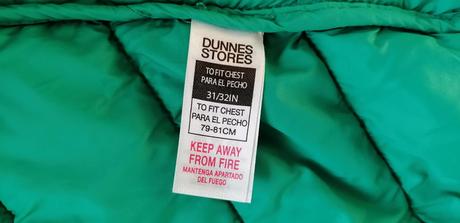 DUNNES
STORES
TO FIT CHEST
PARA EL PECHO
31/32IN
TO FIT CHEST
PARA EL PECHO
79-81CM
KEEP AWAY
FROM FIRE
MANTENGA APARTADO
DEL FUEGO